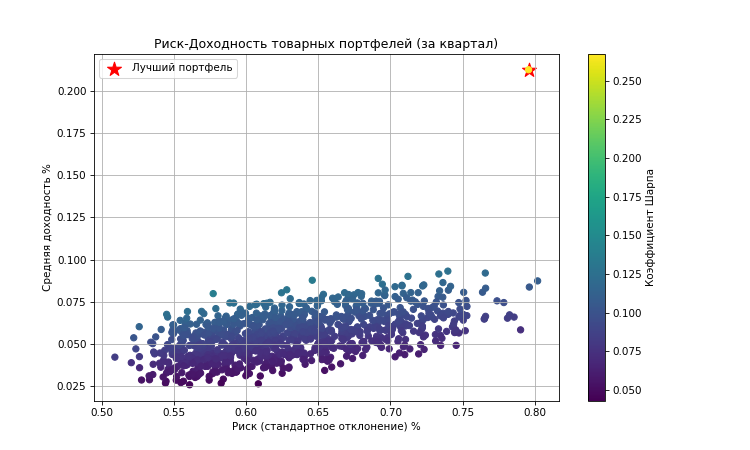 Риск-Доходность товарных портфелей (за квартал)
Лучший портфель
Средняя доходность %
0.200
0.175
0.150
0.125
0.100
0.075
0.050
0.025
0.50 0.55 0.60 0.65 0.70 0.75 0.80
Риск (стандартное отклонение) %
0.250
0.225
0.200
0.175
0.150
0.125
0.100
0.075
0.050
Коэффициент Шарпа